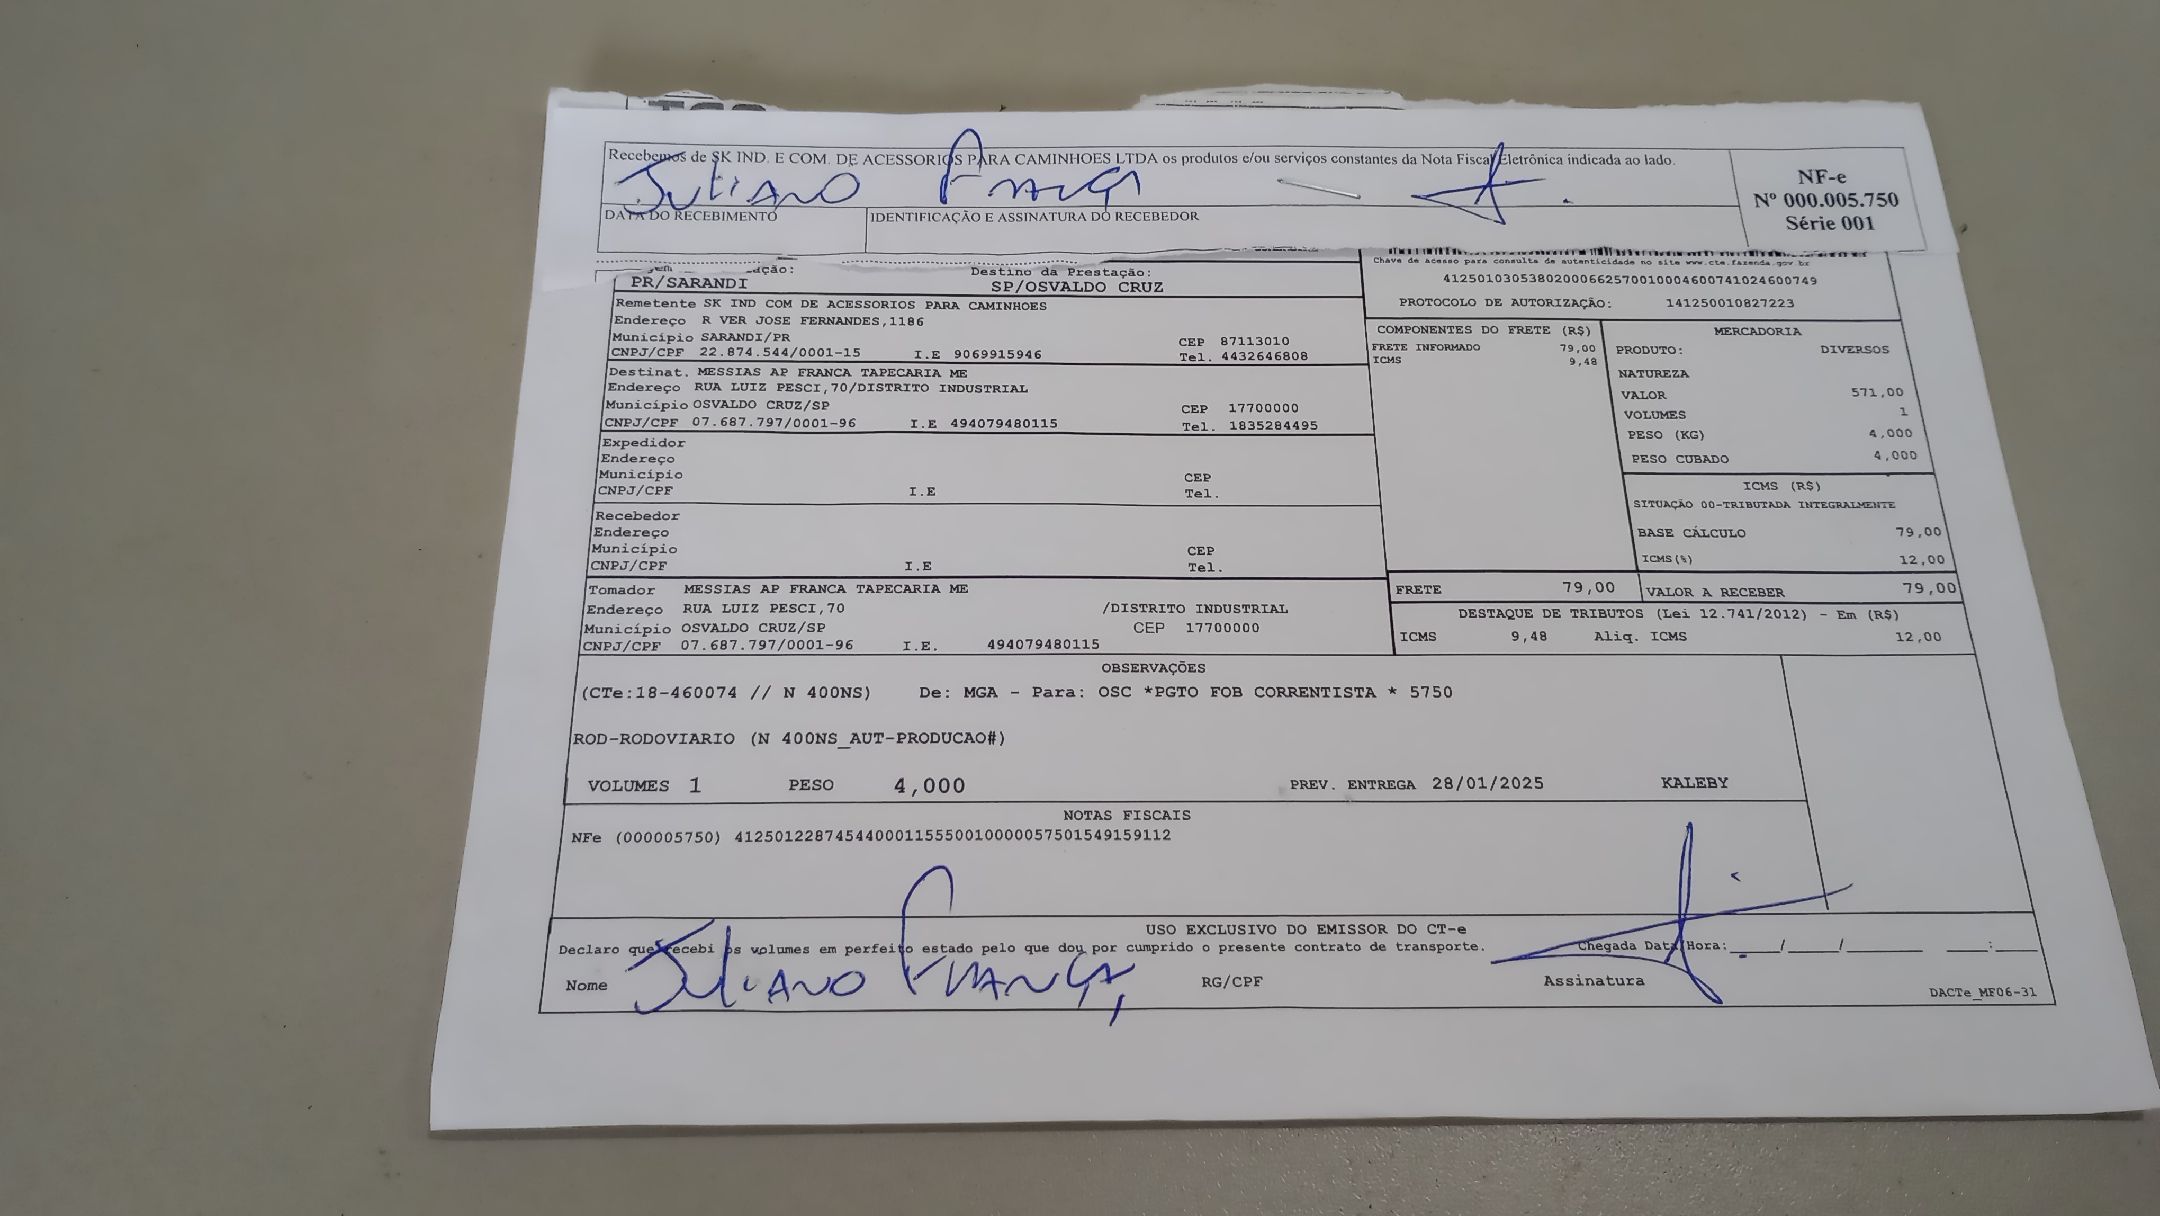 Recebemos de SK IND. E COM. DE ACESSORIOS PARA CAMINHOES LTDA os produtos e/ou serviços constantes da Nota Fiscal Eletrônica indicada ao lado.
Juliano França
NF-e
Nº 000.005.750
Série 001
DATA DO RECEBIMENTO IDENTIFICAÇÃO E ASSINATURA DO RECEBEDOR
Destino da Prestação:
PR/SARANDI SP/OSVALDO CRUZ
Chave de acesso para consulta de autenticidade no site www.cte.fazenda.gov.br
41250103053802000662570010004600741024600749
PROTOCOLO DE AUTORIZAÇÃO: 141250010827223
Remetente SK IND COM DE ACESSORIOS PARA CAMINHOES
Endereço R VER JOSE FERNANDES,1186
Município SARANDI/PR CEP 87113010
CNPJ/CPF 22.874.544/0001-15 I.E 9069915946 Tel. 4432646808
Destinat. MESSIAS AP FRANCA TAPECARIA ME
Endereço RUA LUIZ PESCI,70/DISTRITO INDUSTRIAL
Município OSVALDO CRUZ/SP CEP 17700000
CNPJ/CPF 07.687.797/0001-96 I.E 494079480115 Tel. 1835284495
Expedidor
Endereço
Município CEP
CNPJ/CPF I.E Tel.
Recebedor
Endereço
Município CEP
CNPJ/CPF I.E Tel.
Tomador MESSIAS AP FRANCA TAPECARIA ME
Endereço RUA LUIZ PESCI,70 /DISTRITO INDUSTRIAL
Município OSVALDO CRUZ/SP CEP 17700000
CNPJ/CPF 07.687.797/0001-96 I.E. 494079480115
COMPONENTES DO FRETE (R$)
FRETE INFORMADO 79,00
ICMS 9,48
MERCADORIA
PRODUTO: DIVERSOS
NATUREZA
VALOR 571,00
VOLUMES 1
PESO (KG) 4,000
PESO CUBADO 4,000
ICMS (R$)
SITUAÇÃO 00-TRIBUTADA INTEGRALMENTE
BASE CÁLCULO 79,00
ICMS(%) 12,00
FRETE 79,00 VALOR A RECEBER 79,00
DESTAQUE DE TRIBUTOS (Lei 12.741/2012) - Em (R$)
ICMS 9,48 Aliq. ICMS 12,00
OBSERVAÇÕES
(CTe:18-460074 // N 400NS) De: MGA - Para: OSC *PGTO FOB CORRENTISTA * 5750
ROD-RODOVIARIO (N 400NS_AUT-PRODUCAO#)
VOLUMES 1 PESO 4,000 PREV. ENTREGA 28/01/2025 KALEBY
NOTAS FISCAIS
NFe (000005750) 41250122874544000115550010000057501549159112
USO EXCLUSIVO DO EMISSOR DO CT-e
Declaro que recebi os volumes em perfeito estado pelo que dou por cumprido o presente contrato de transporte. Chegada Data/Hora: ____/____/______ ____:____
Nome Juliano França RG/CPF Assinatura
DACTe_MF06-31